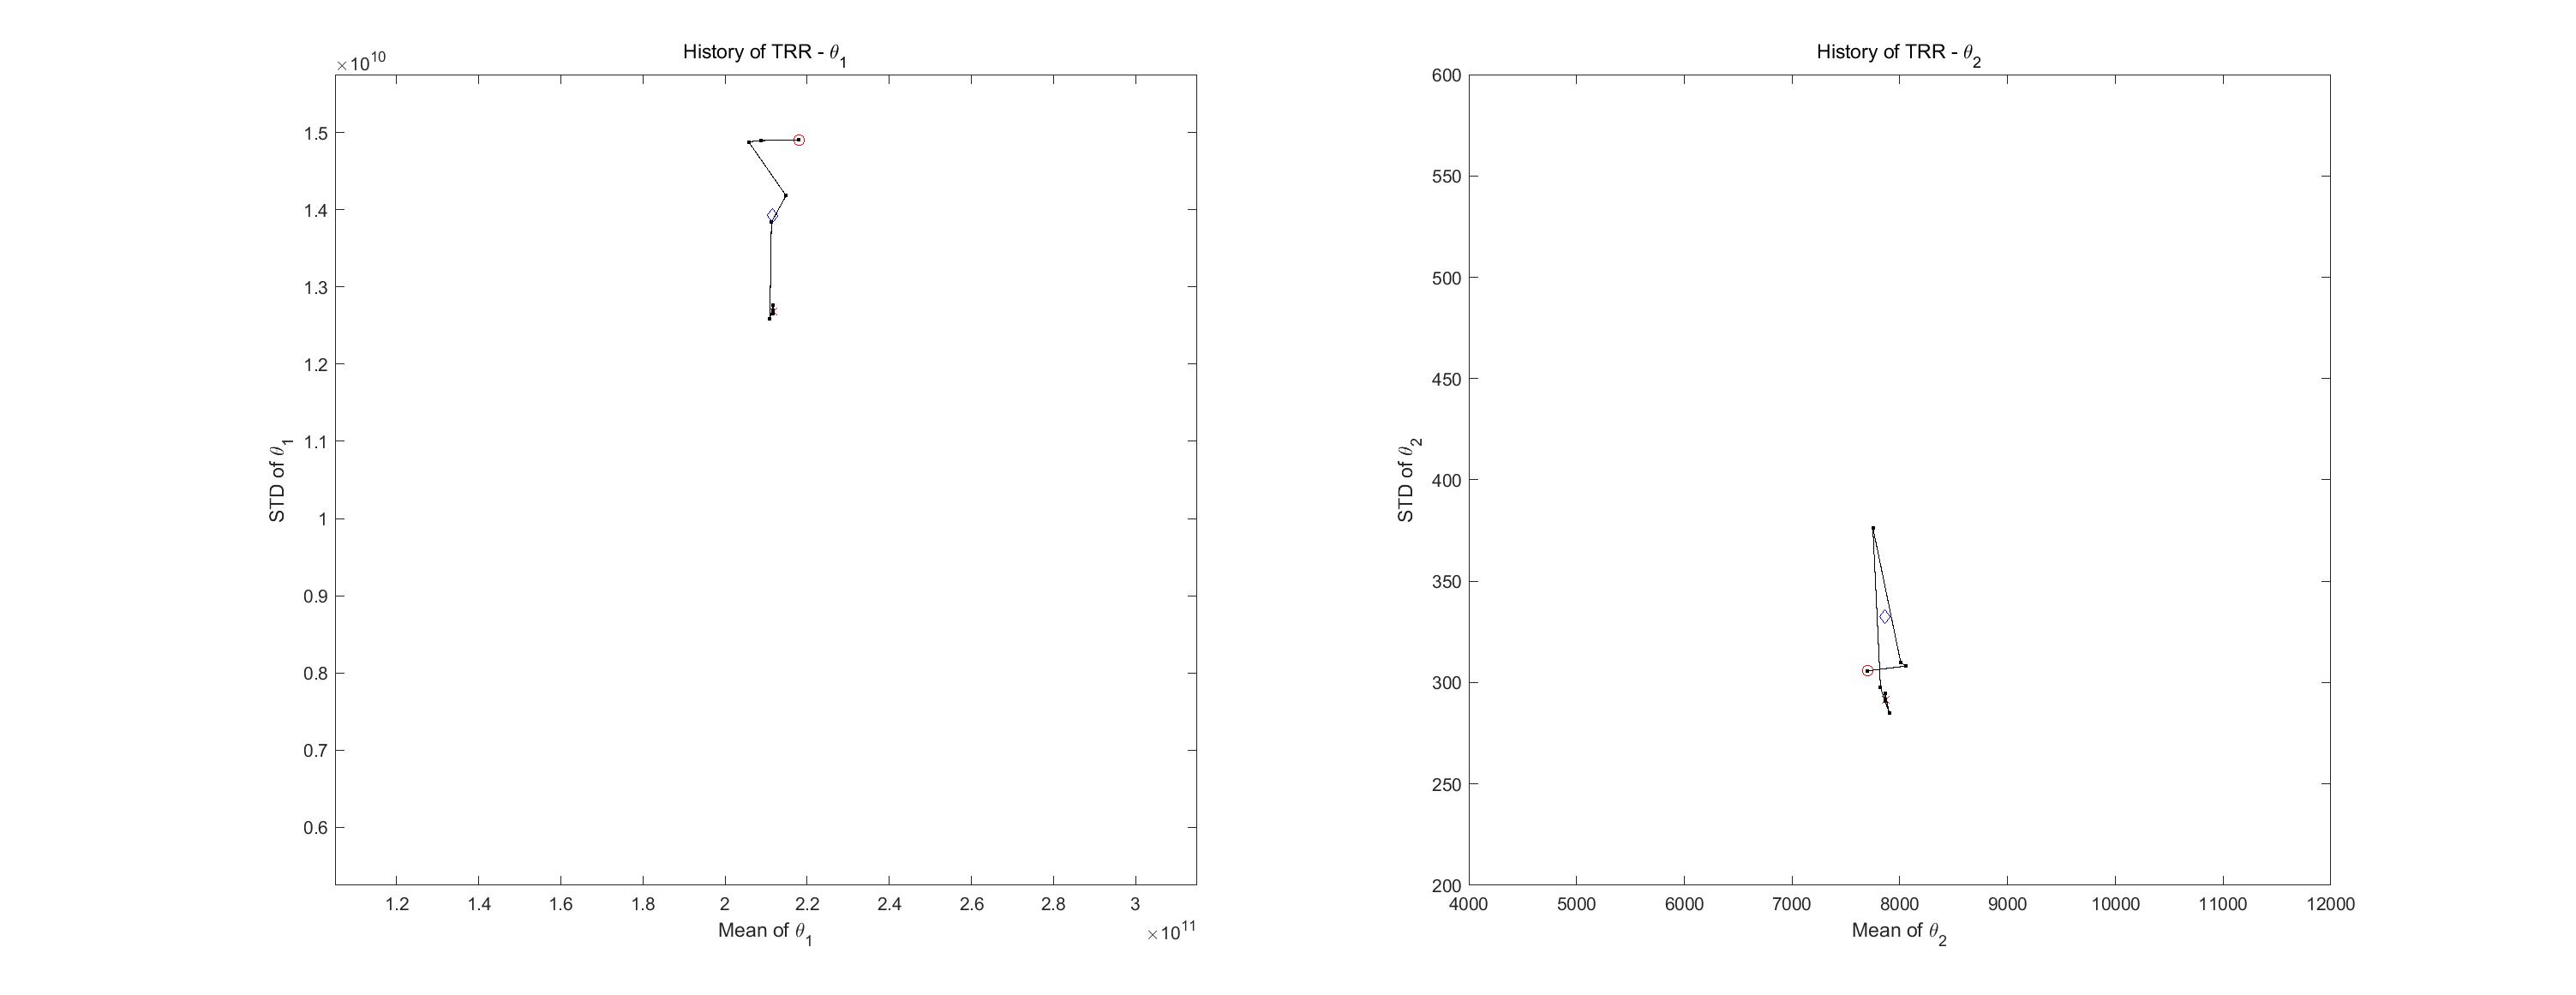 History of TRR - θ1
×10^10
1.5
1.4
1.3
1.2
1.1
1
0.9
0.8
0.7
0.6
STD of θ1
1.2 1.4 1.6 1.8 2 2.2 2.4 2.6 2.8 3
Mean of θ1
×10^11
History of TRR - θ2
600
550
500
450
400
350
300
250
200
STD of θ2
4000 5000 6000 7000 8000 9000 10000 11000 12000
Mean of θ2